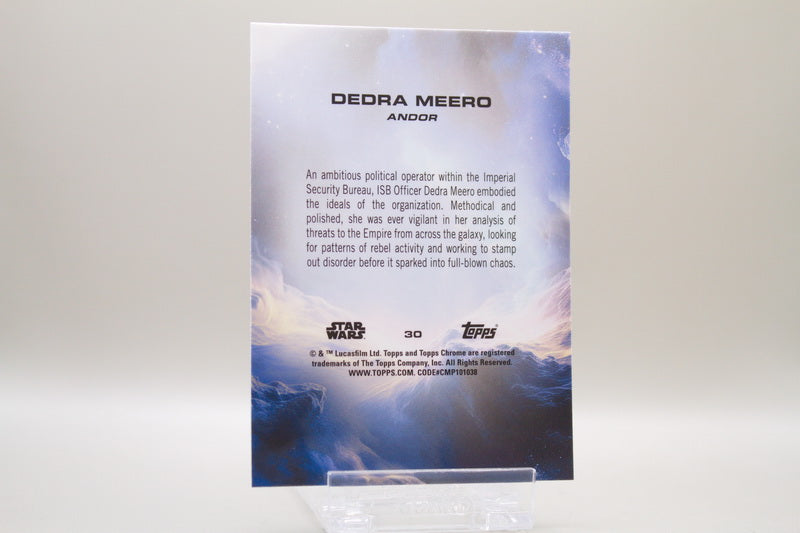 DEDRA MEERO
ANDOR
An ambitious political operator within the Imperial
Security Bureau, ISB Officer Dedra Meero embodied
the ideals of the organization. Methodical and
polished, she was ever vigilant in her analysis of
threats to the Empire from across the galaxy, looking
for patterns of rebel activity and working to stamp
out disorder before it sparked into full-blown chaos.
STAR WARS 30 TOPPS
© & ™ Lucasfilm Ltd. Topps and Topps Chrome are registered
trademarks of The Topps Company, Inc. All Rights Reserved.
WWW.TOPPS.COM. CODE#CMP101038